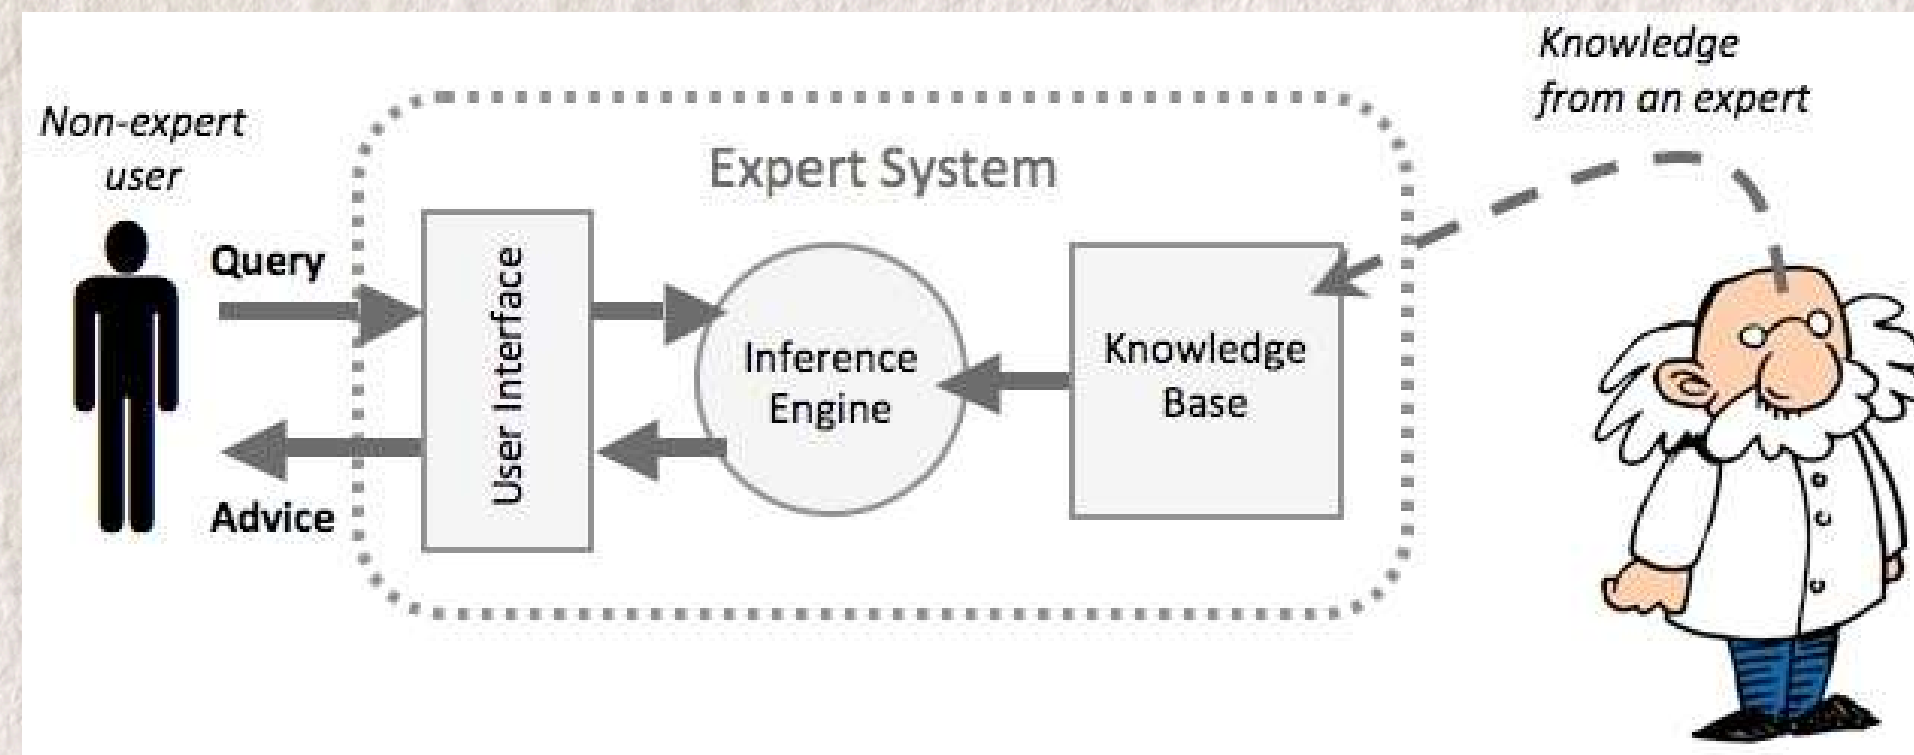 Knowledge
from an expert
Non-expert
user
Expert System
Query
User Interface
Inference
Engine
Knowledge
Base
Advice